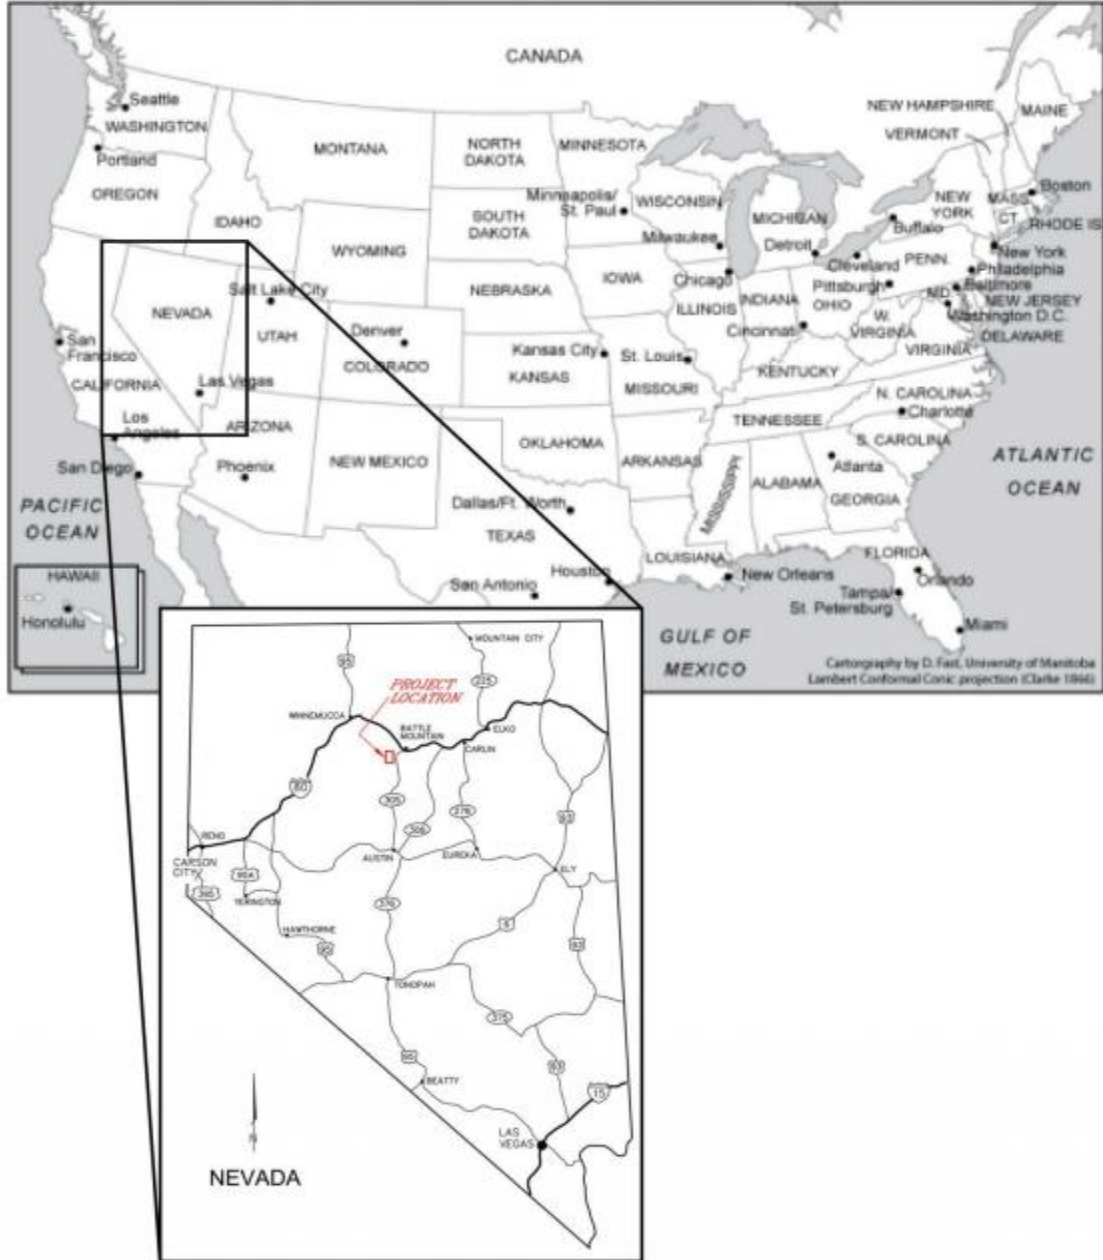 CANADA
Seattle
WASHINGTON
Portland
OREGON
IDAHO
MONTANA
NORTH
DAKOTA
MINNESOTA
Minneapolis/
St. Paul
WISCONSIN
SOUTH
DAKOTA
WYOMING
Milwaukee
MICHIGAN
Detroit
NEW HAMPSHIRE
VERMONT
MAINE
NEW
YORK
Buffalo
MASS.
Boston
CT.
RHODE IS
New York
PENN.
Philadelphia
Cleveland
Pittsburgh
Baltimore
MD.
NEW JERSEY
Washington D.C.
DELAWARE
Chicago
IOWA
NEBRASKA
ILLINOIS
INDIANA
OHIO
Cincinnati
W.
VIRGINIA
VIRGINIA
Salt Lake City
NEVADA
UTAH
Denver
COLORADO
Kansas City
KANSAS
St. Louis
MISSOURI
KENTUCKY
San
Francisco
CALIFORNIA
Las Vegas
Los
Angeles
ARIZONA
San Diego
Phoenix
NEW MEXICO
OKLAHOMA
ARKANSAS
TENNESSEE
N. CAROLINA
Charlotte
S. CAROLINA
Atlanta
GEORGIA
ALABAMA
MISSISSIPPI
Dallas/Ft. Worth
TEXAS
San Antonio
Houston
LOUISIANA
New Orleans
FLORIDA
Orlando
Tampa/
St. Petersburg
Miami
ATLANTIC
OCEAN
PACIFIC
OCEAN
HAWAII
Honolulu
GULF OF
MEXICO
Cartography by D. Fast, University of Manitoba
Lambert Conformal Conic projection (Clarke 1866)
MOUNTAIN CITY
95
225
PROJECT
LOCATION
WINNEMUCCA
BATTLE
MOUNTAIN
ELKO
CARLIN
80
305
306
278
93
RENO
CARSON
CITY
AUSTIN
EUREKA
ELY
95A
395
YERINGTON
376
HAWTHORNE
95
6
93
TONOPAH
375
95
93
BEATTY
15
LAS
VEGAS
N
NEVADA